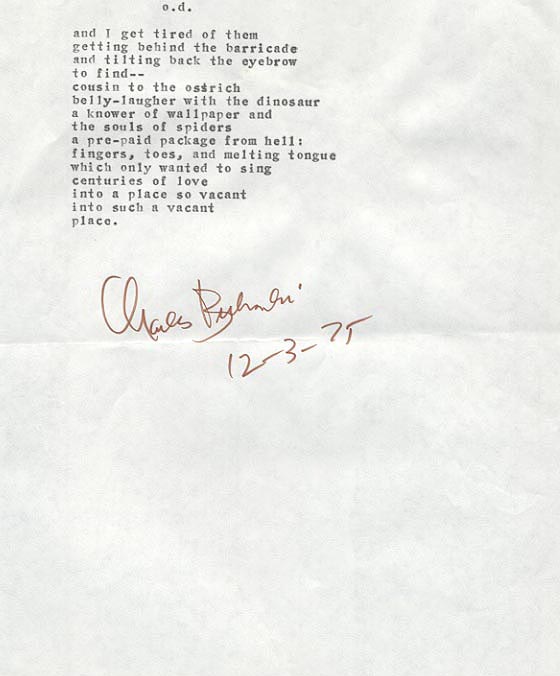 o.d.
and I get tired of them
getting behind the barricade
and tilting back the eyebrow
to find--
cousin to the ostrich
belly-laugher with the dinosaur
a knower of wallpaper and
the souls of spiders
a pre-paid package from hell:
fingers, toes, and melting tongue
which only wanted to sing
centuries of love
into a place so vacant
into such a vacant
place.
Charles Bukowski
12-3-75